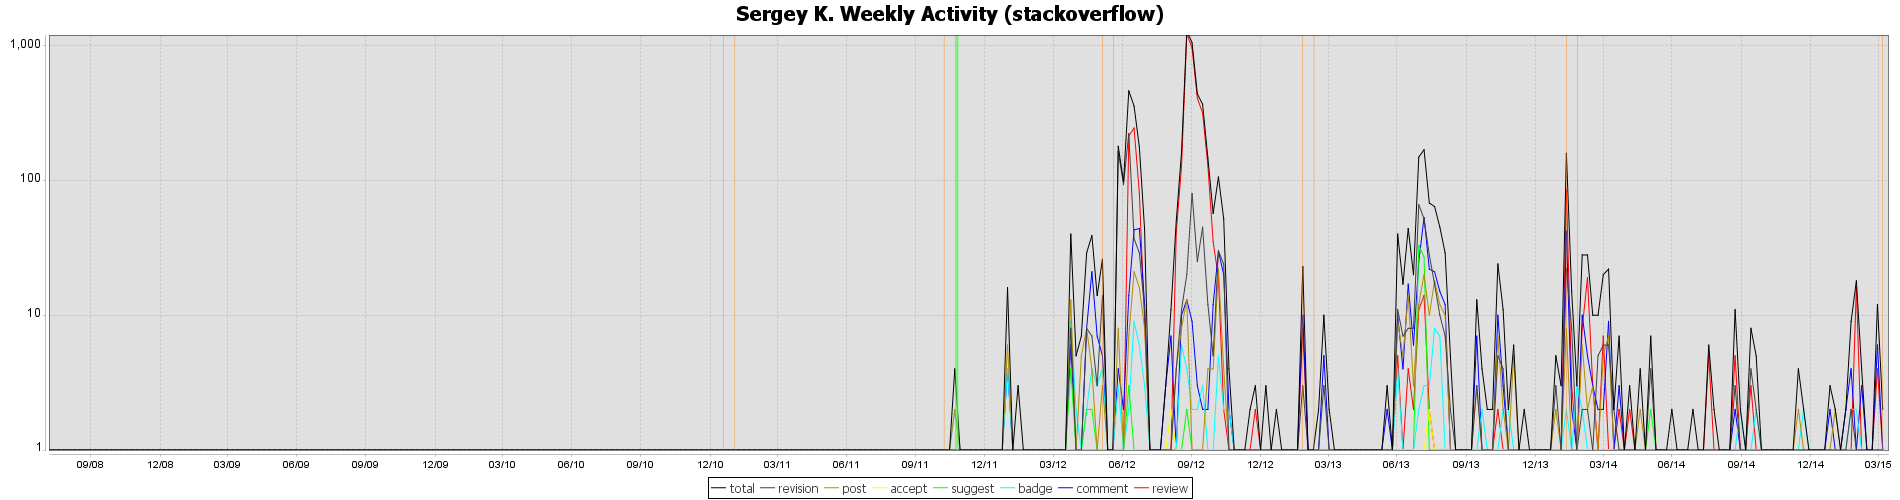 Sergey K. Weekly Activity (stackoverflow)
1,000
100
10
1
09/08 12/08 03/09 06/09 09/09 12/09 03/10 06/10 09/10 12/10 03/11 06/11 09/11 12/11 03/12 06/12 09/12 12/12 03/13 06/13 09/13 12/13 03/14 06/14 09/14 12/14 03/15
total revision post accept suggest badge comment review